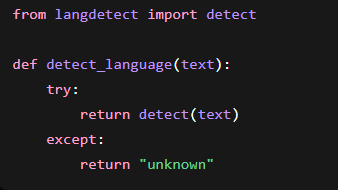 from langdetect import detect

def detect_language(text):
    try:
        return detect(text)
    except:
        return "unknown"